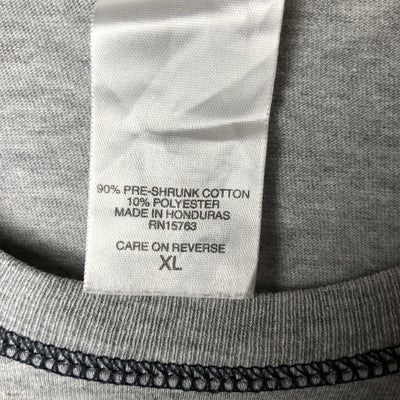 90% PRE-SHRUNK COTTON
10% POLYESTER
MADE IN HONDURAS
RN15763
CARE ON REVERSE
XL